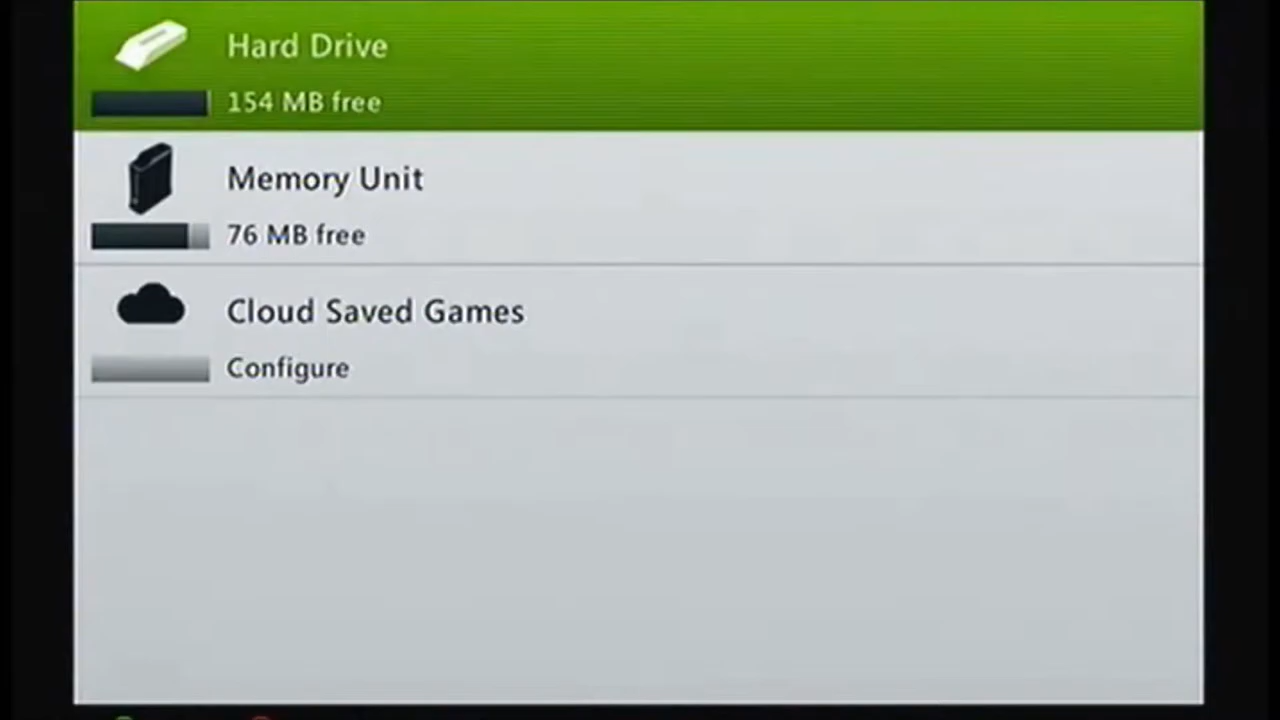 Hard Drive
154 MB free
Memory Unit
76 MB free
Cloud Saved Games
Configure